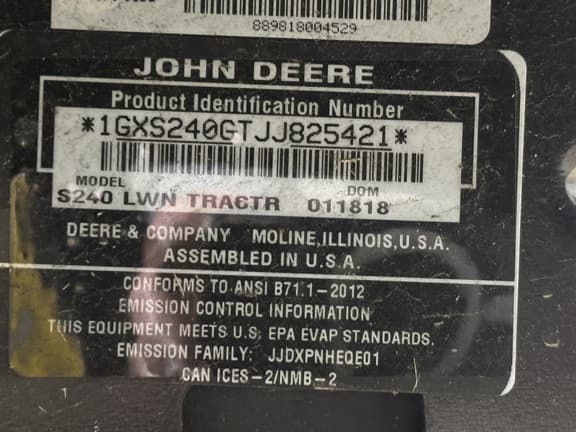 889818004529
JOHN DEERE
Product Identification Number
*1GXS240GTJJ825421*
MODEL DOM
S240 LWN TRACTR 011818
DEERE & COMPANY MOLINE,ILLINOIS,U.S.A.
ASSEMBLED IN U.S.A.
CONFORMS TO ANSI B71.1-2012
EMISSION CONTROL INFORMATION
THIS EQUIPMENT MEETS U.S. EPA EVAP STANDARDS.
EMISSION FAMILY: JJDXPNHEQE01
CAN ICES-2/NMB-2